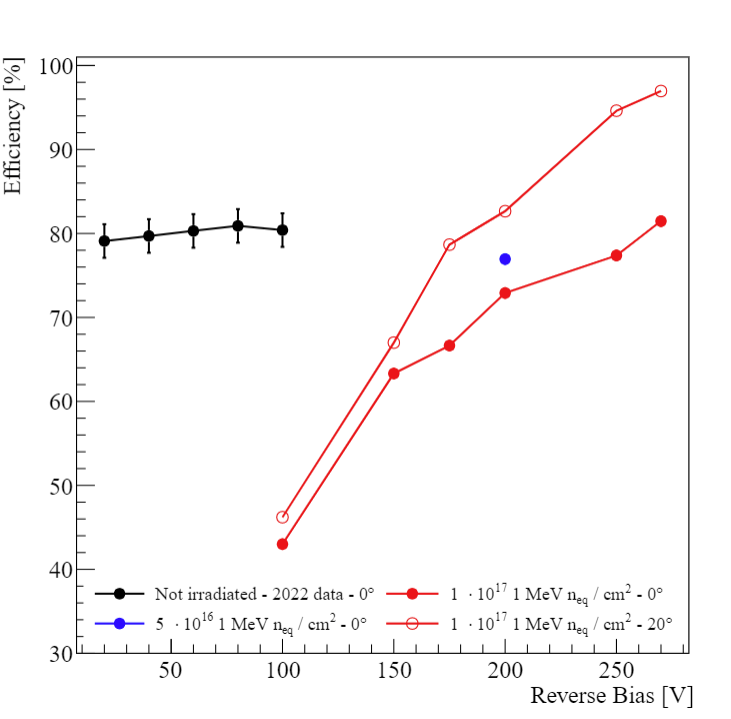 Efficiency [%]
100
90
80
70
60
50
40
30
Not irradiated - 2022 data - 0°
1 · 10¹⁷ 1 MeV n_eq / cm² - 0°
5 · 10¹⁶ 1 MeV n_eq / cm² - 0°
1 · 10¹⁷ 1 MeV n_eq / cm² - 20°
50 100 150 200 250
Reverse Bias [V]